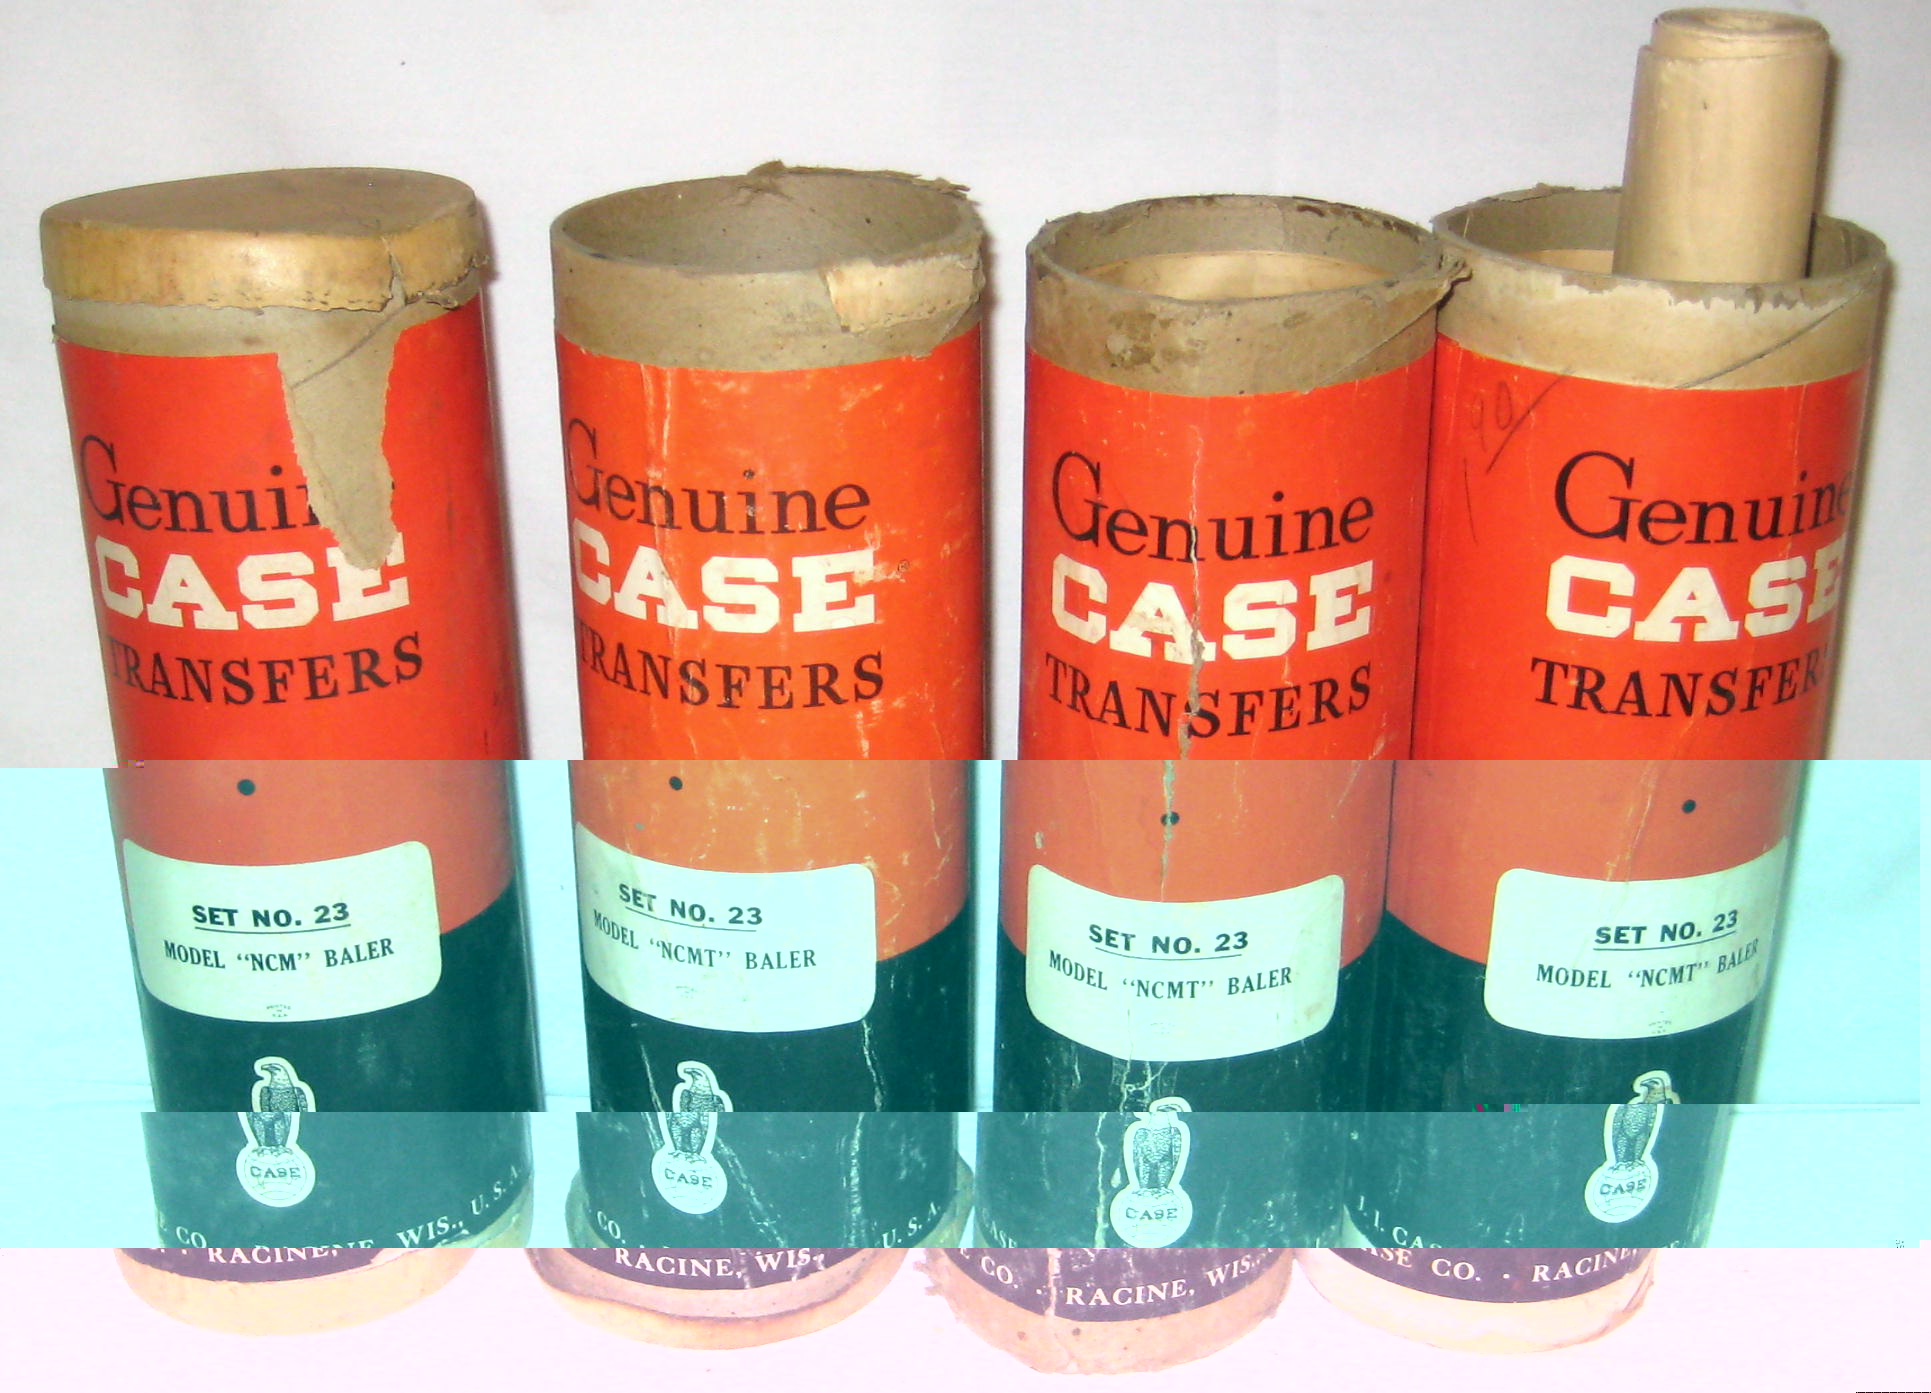 Genui
CASE
TRANSFERS
SET NO. 23
MODEL "NCM" BALER
CASE
CO.
RACINE, WIS., U. S. A.
Genuine
CASE
TRANSFERS
SET NO. 23
MODEL "NCMT" BALER
CASE
CO.
RACINE, WIS., U. S. A.
Genuine
CASE
TRANSFERS
SET NO. 23
MODEL "NCMT" BALER
CASE
CO. · RACINE, WIS.,
90
Genuine
CASE
TRANSFER
SET NO. 23
MODEL "NCMT" BALER
CASE
J. I. CASE CO. · RACINE,